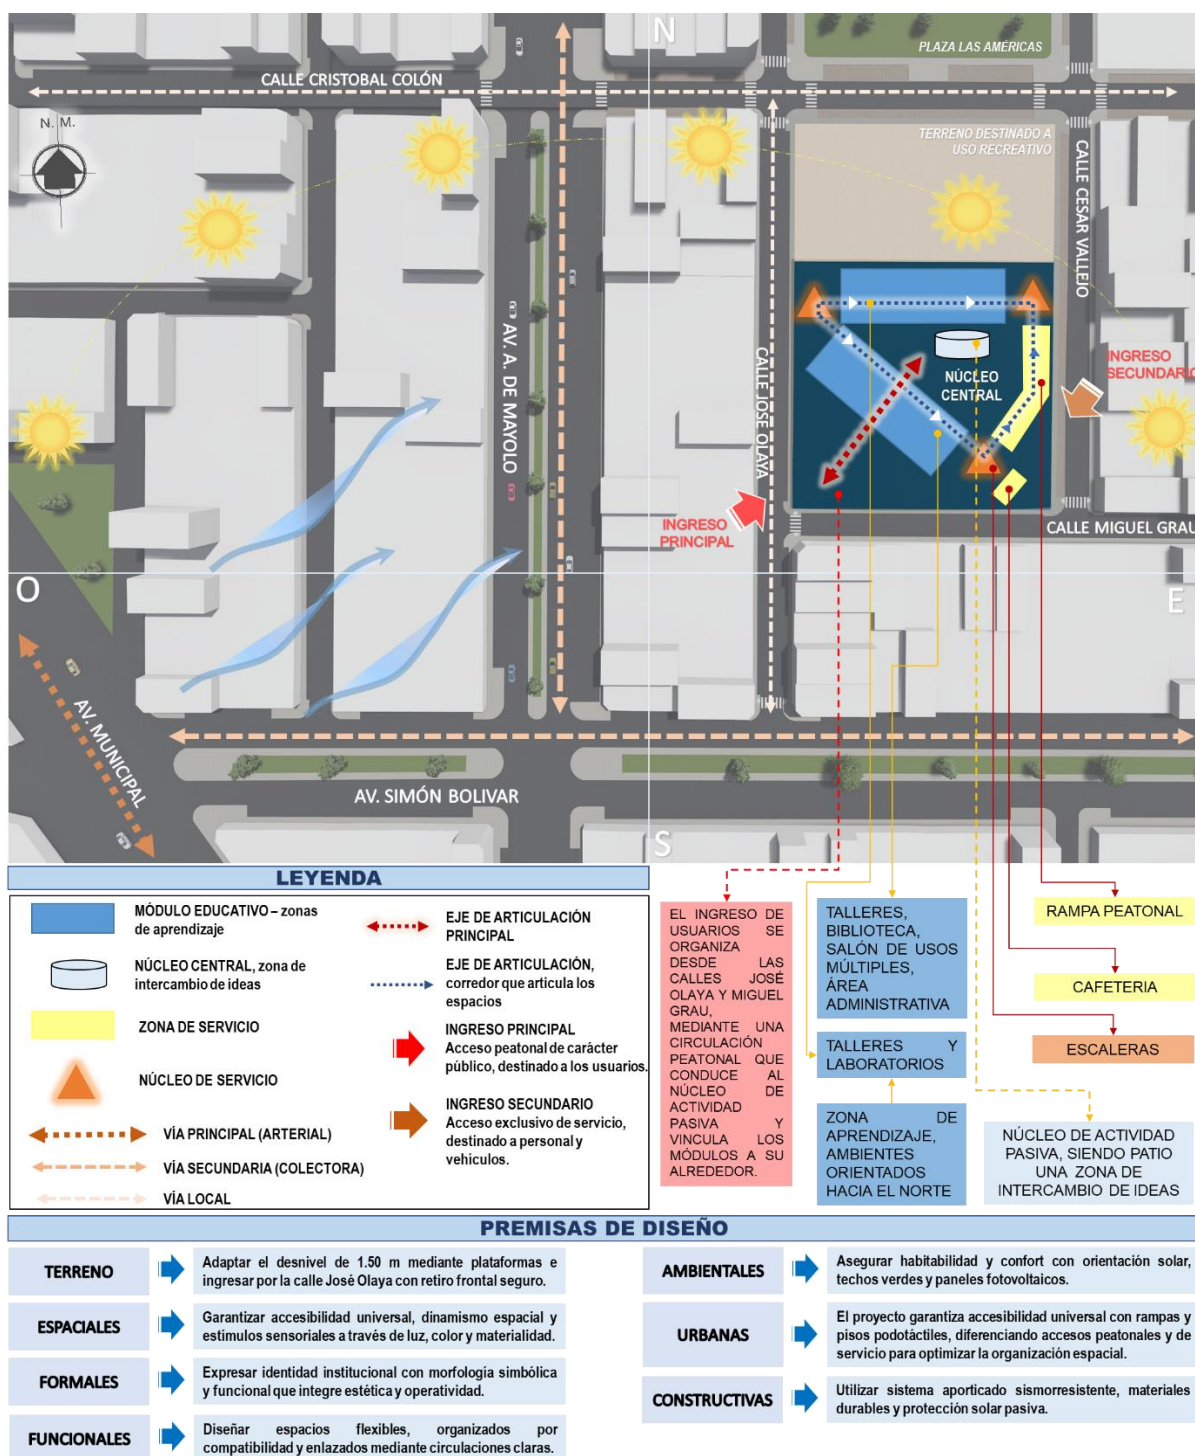 N
PLAZA LAS AMÉRICAS
CALLE CRISTOBAL COLÓN
N. M.
TERRENO DESTINADO A
USO RECREATIVO
CALLE CESAR VALLEJO
AV. A. DE MAYOLO
CALLE JOSE OLAYA
NÚCLEO
CENTRAL
INGRESO
SECUNDARIO
INGRESO
PRINCIPAL
CALLE MIGUEL GRAU
O
E
AV. MUNICIPAL
AV. SIMÓN BOLIVAR
S
LEYENDA
MÓDULO EDUCATIVO – zonas
de aprendizaje
NÚCLEO CENTRAL, zona de
intercambio de ideas
ZONA DE SERVICIO
NÚCLEO DE SERVICIO
VÍA PRINCIPAL (ARTERIAL)
VÍA SECUNDARIA (COLECTORA)
VÍA LOCAL
EJE DE ARTICULACIÓN
PRINCIPAL
EJE DE ARTICULACIÓN,
corredor que articula los
espacios
INGRESO PRINCIPAL
Acceso peatonal de carácter
público, destinado a los usuarios.
INGRESO SECUNDARIO
Acceso exclusivo de servicio,
destinado a personal y
vehículos.
EL INGRESO DE
USUARIOS SE
ORGANIZA
DESDE LAS
CALLES JOSÉ
OLAYA Y MIGUEL
GRAU,
MEDIANTE UNA
CIRCULACIÓN
PEATONAL QUE
CONDUCE AL
NÚCLEO DE
ACTIVIDAD
PASIVA Y
VINCULA LOS
MÓDULOS A SU
ALREDEDOR.
TALLERES,
BIBLIOTECA,
SALÓN DE USOS
MÚLTIPLES,
ÁREA
ADMINISTRATIVA
TALLERES Y
LABORATORIOS
ZONA DE
APRENDIZAJE,
AMBIENTES
ORIENTADOS
HACIA EL NORTE
RAMPA PEATONAL
CAFETERIA
ESCALERAS
NÚCLEO DE ACTIVIDAD
PASIVA, SIENDO PATIO
UNA ZONA DE
INTERCAMBIO DE IDEAS
PREMISAS DE DISEÑO
TERRENO
Adaptar el desnivel de 1.50 m mediante plataformas e
ingresar por la calle José Olaya con retiro frontal seguro.
ESPACIALES
Garantizar accesibilidad universal, dinamismo espacial y
estímulos sensoriales a través de luz, color y materialidad.
FORMALES
Expresar identidad institucional con morfología simbólica
y funcional que integre estética y operatividad.
FUNCIONALES
Diseñar espacios flexibles, organizados por
compatibilidad y enlazados mediante circulaciones claras.
AMBIENTALES
Asegurar habitabilidad y confort con orientación solar,
techos verdes y paneles fotovoltaicos.
URBANAS
El proyecto garantiza accesibilidad universal con rampas y
pisos podotáctiles, diferenciando accesos peatonales y de
servicio para optimizar la organización espacial.
CONSTRUCTIVAS
Utilizar sistema aporticado sismorresistente, materiales
durables y protección solar pasiva.